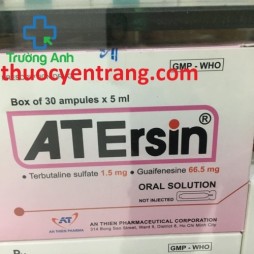 Trường Anh
GMP - WHO
thuocyentrang.com
Box of 30 ampules x 5 ml
ATErsin®
• Terbutaline sulfate 1.5 mg • Guaifenesine 66.5 mg
ORAL SOLUTION
NOT INJECTED
AT
AN THIEN PHARMACEUTICAL CORPORATION
GMP - WHO